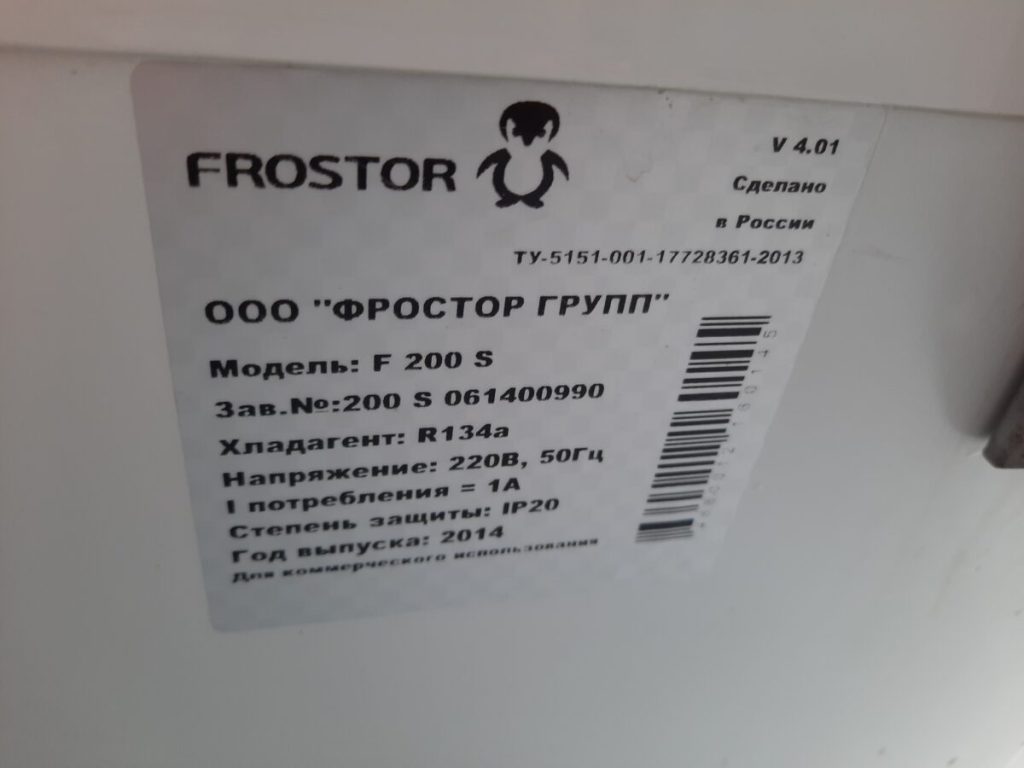 FROSTOR
V 4.01
Сделано
в России
ТУ-5151-001-17728361-2013
ООО "ФРОСТОР ГРУПП"
Модель: F 200 S
Зав.№:200 S 061400990
Хладагент: R134a
Напряжение: 220В, 50Гц
I потребления = 1А
Степень защиты: IP20
Год выпуска: 2014
Для коммерческого использования